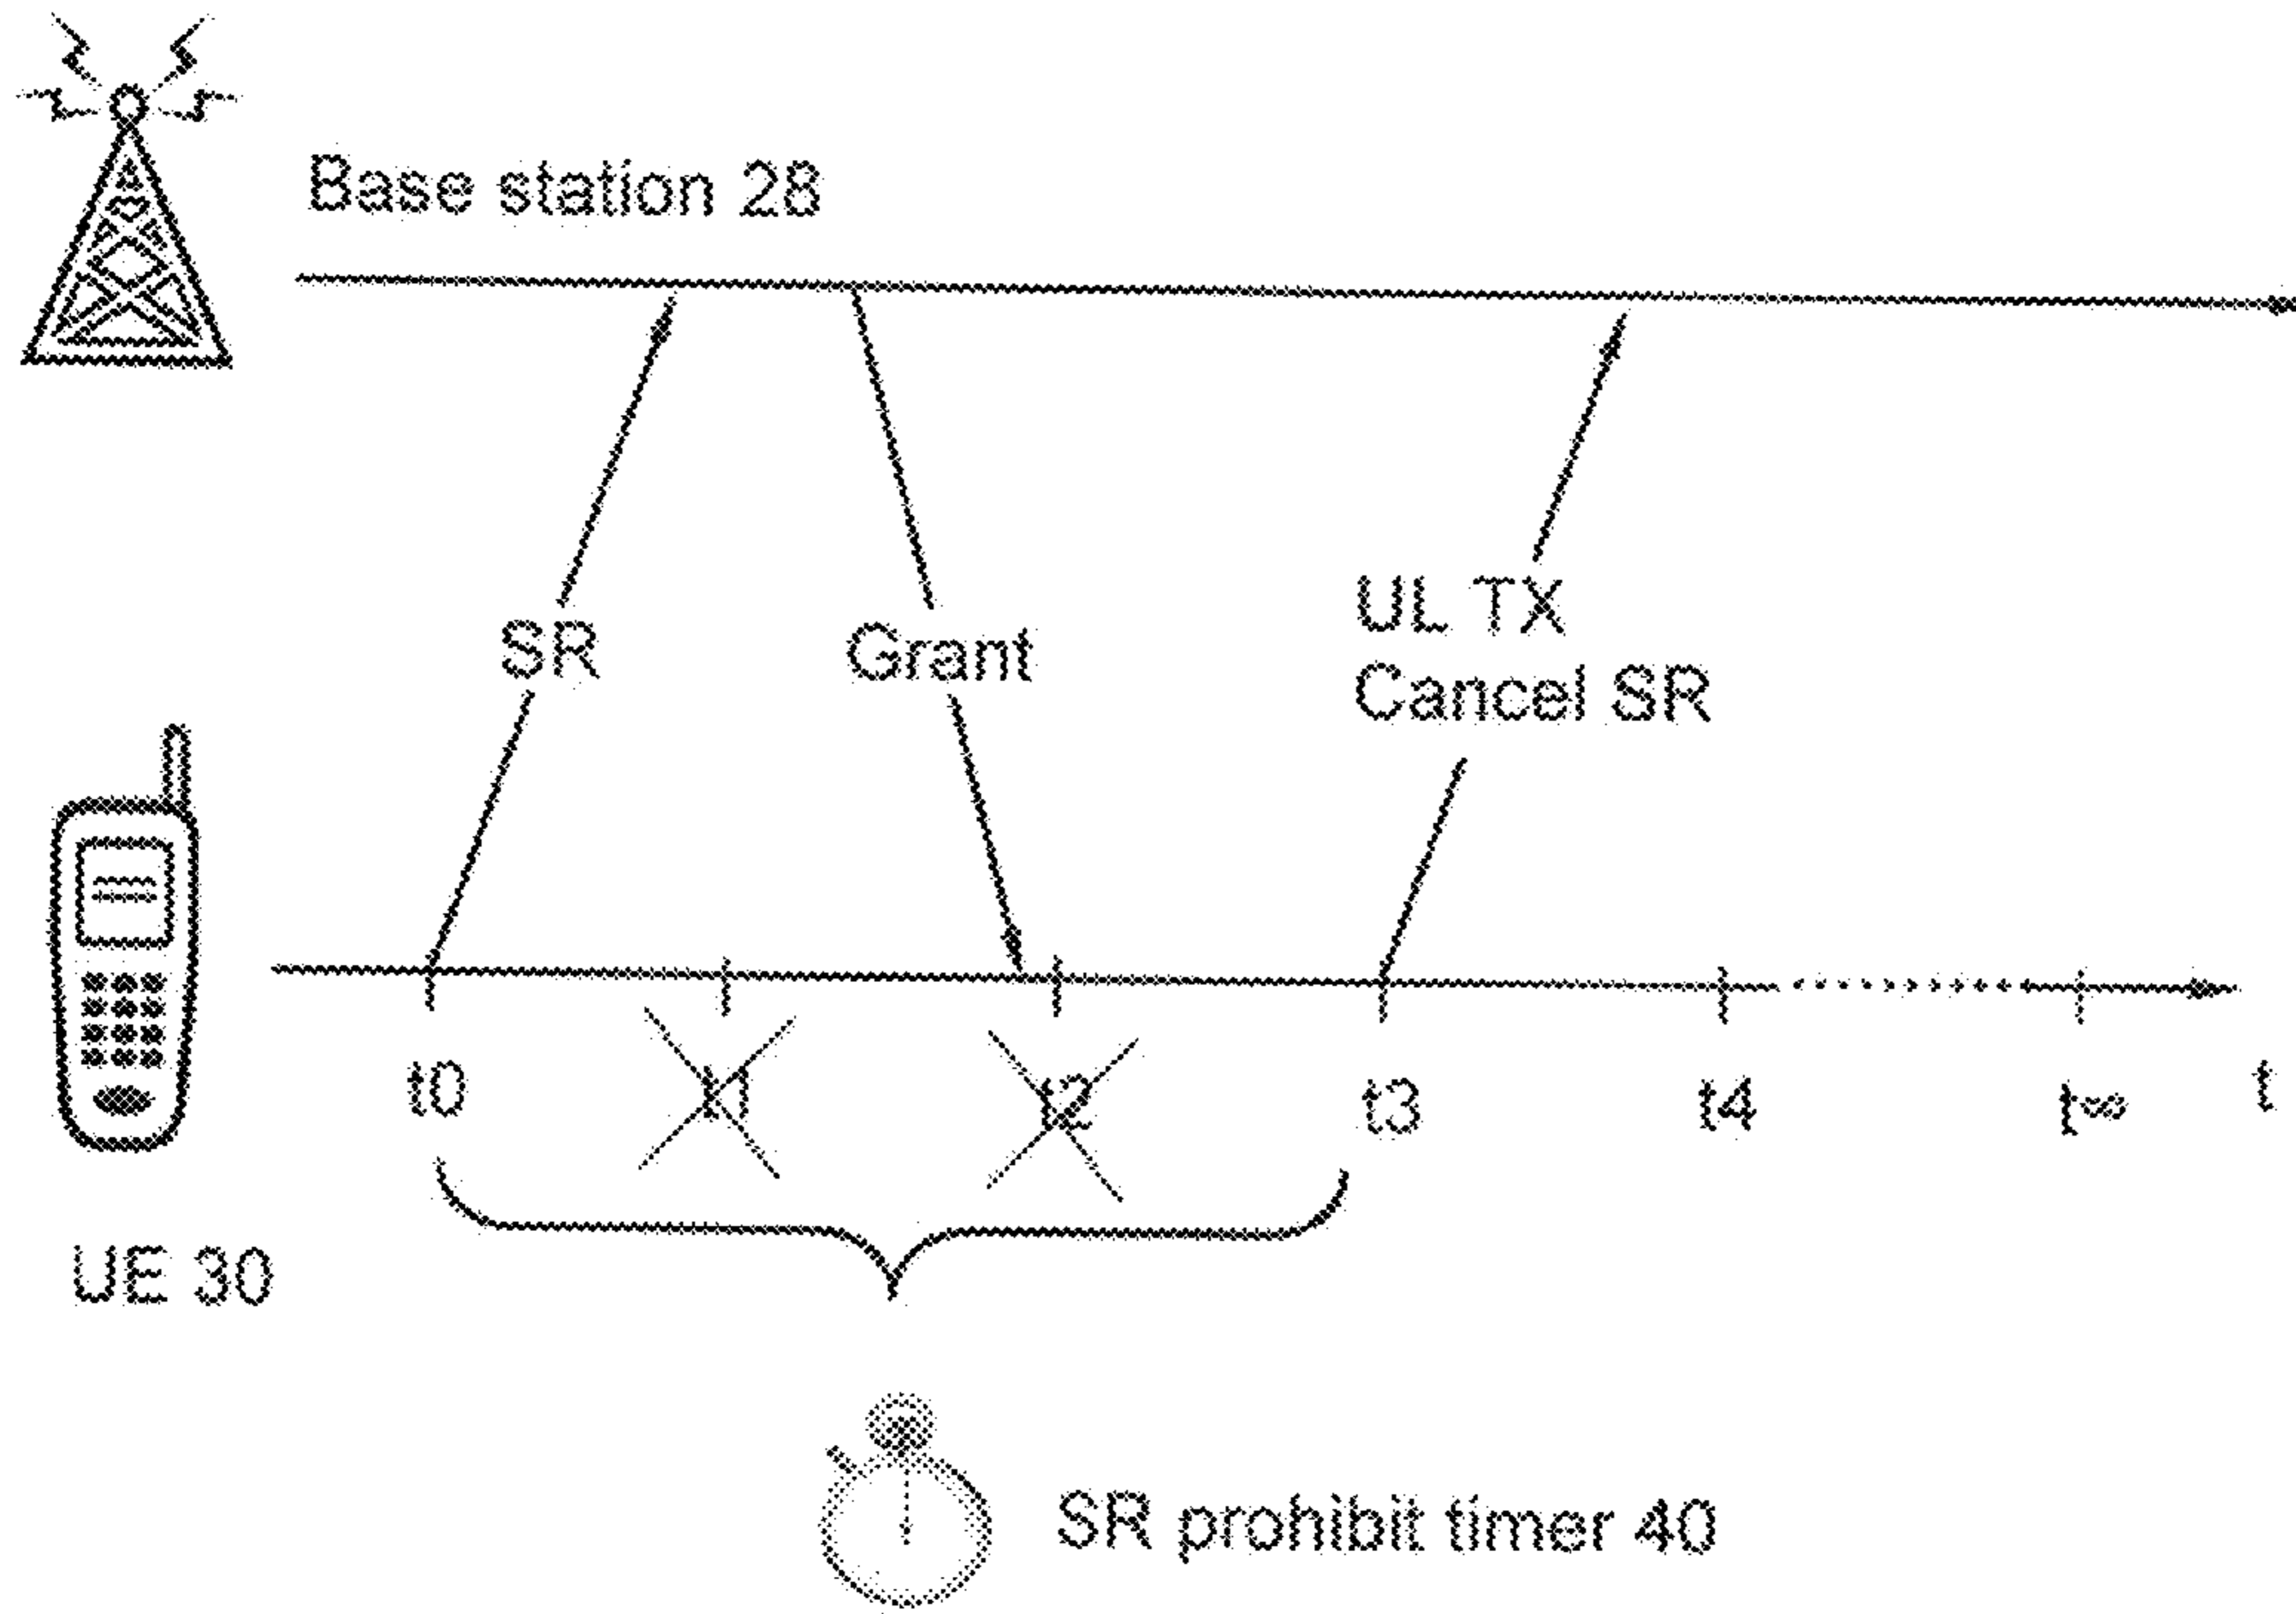 Base station 28
SR
Grant
UL TX
Cancel SR
t0
t1
t2
t3
t4
t∞
t
UE 30
SR prohibit timer 40